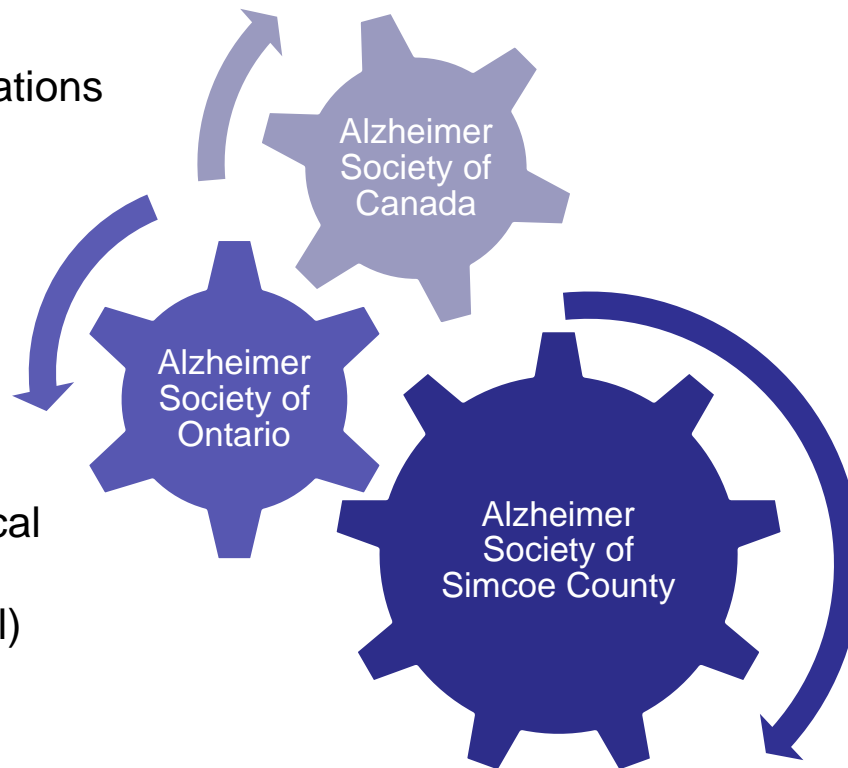 ations
Alzheimer
Society of
Canada
Alzheimer
Society of
Ontario
cal
l)
Alzheimer
Society of
Simcoe County